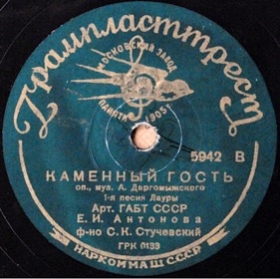 Грампласттрест
МОСКОВСКИЙ ЗАВОД
ПАМЯТИ 1905 г.
5942 В
КАМЕННЫЙ ГОСТЬ
оп., муз. А. Даргомыжского
1-я песня Лауры
Арт. ГАБТ СССР
Е. И. Антонова
ф-но С. К. Стучевский
ГРК 0133
НАРКОММАШ СССР